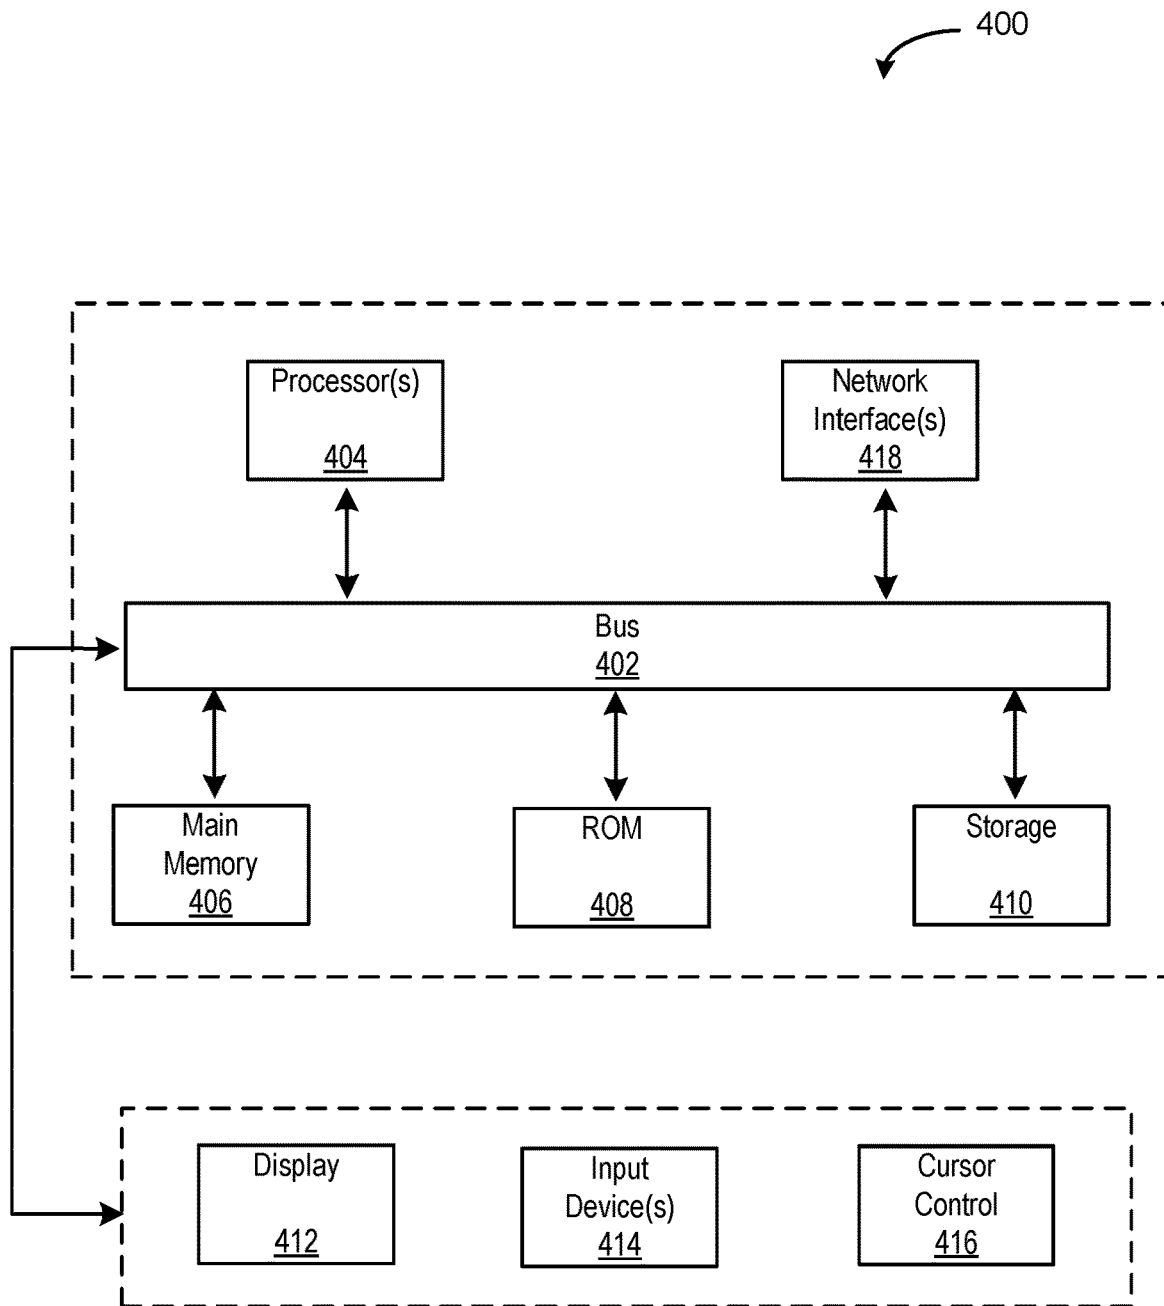 400
Processor(s)
404
Network
Interface(s)
418
Bus
402
Main
Memory
406
ROM
408
Storage
410
Display
412
Input
Device(s)
414
Cursor
Control
416